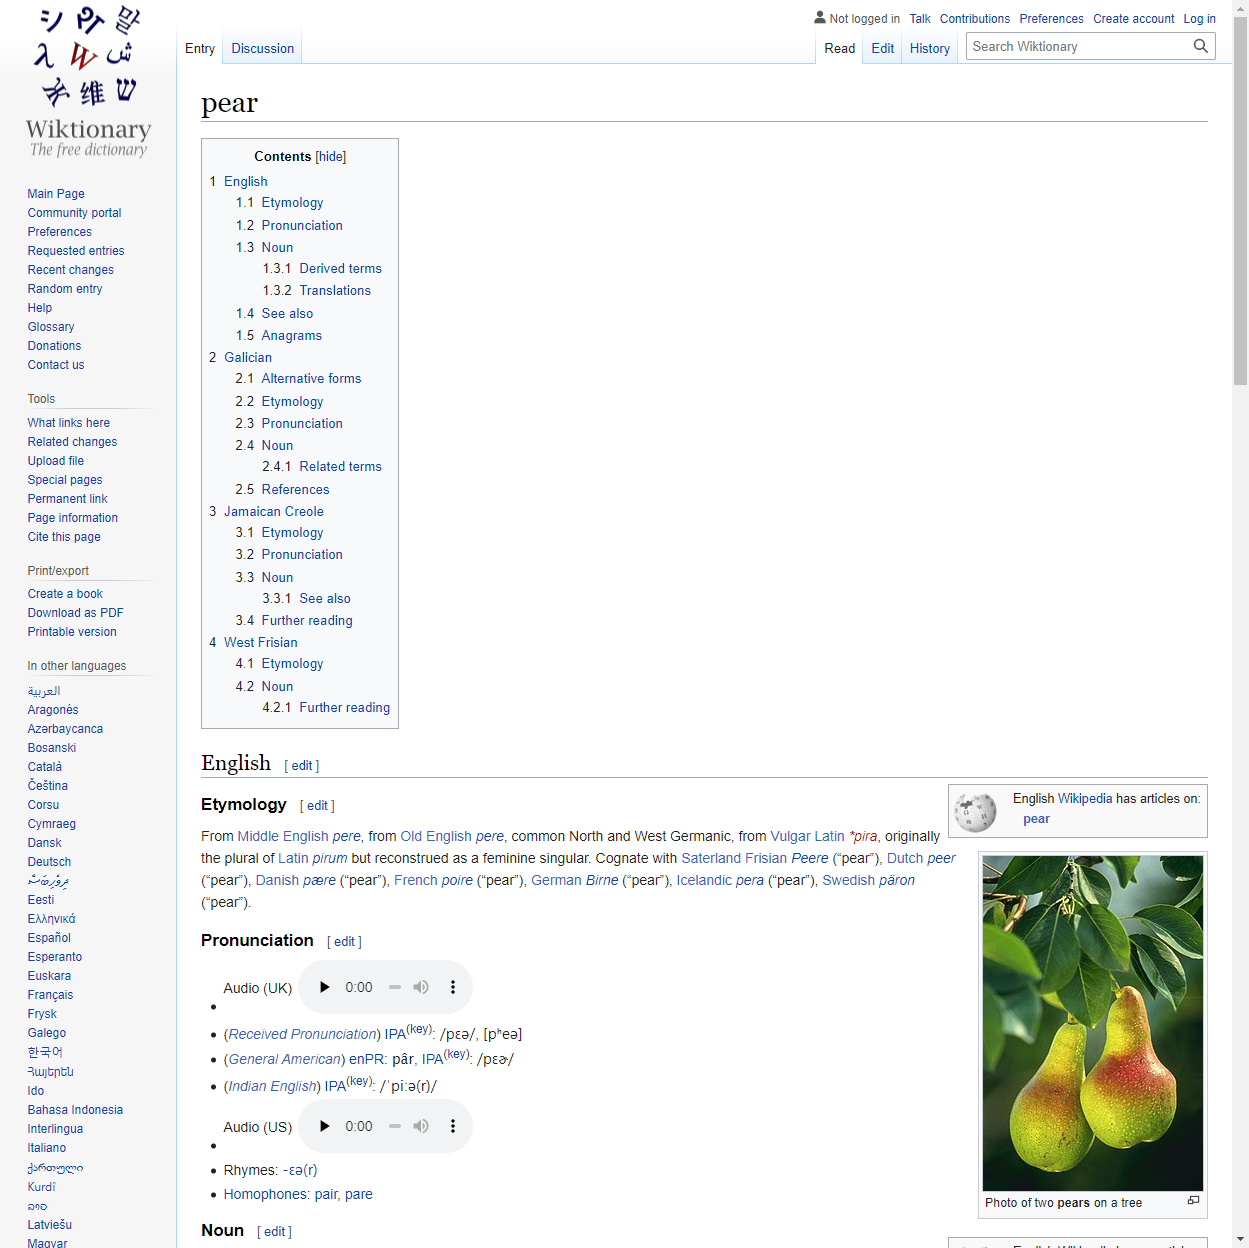 Not logged in Talk Contributions Preferences Create account Log in
Entry Discussion Read Edit History Search Wiktionary
シ 말
λ W ش
维 ש
Wiktionary
The free dictionary
Main Page
Community portal
Preferences
Requested entries
Recent changes
Random entry
Help
Glossary
Donations
Contact us
Tools
What links here
Related changes
Upload file
Special pages
Permanent link
Page information
Cite this page
Print/export
Create a book
Download as PDF
Printable version
In other languages
العربية
Aragonés
Azərbaycanca
Bosanski
Català
Čeština
Corsu
Cymraeg
Dansk
Deutsch
ދިވެހިބަސް
Eesti
Ελληνικά
Español
Esperanto
Euskara
Français
Frysk
Galego
한국어
Հայերեն
Ido
Bahasa Indonesia
Interlingua
Italiano
ქართული
Kurdî
ລາວ
Latviešu
Magyar
pear
Contents [hide]
1 English
1.1 Etymology
1.2 Pronunciation
1.3 Noun
1.3.1 Derived terms
1.3.2 Translations
1.4 See also
1.5 Anagrams
2 Galician
2.1 Alternative forms
2.2 Etymology
2.3 Pronunciation
2.4 Noun
2.4.1 Related terms
2.5 References
3 Jamaican Creole
3.1 Etymology
3.2 Pronunciation
3.3 Noun
3.3.1 See also
3.4 Further reading
4 West Frisian
4.1 Etymology
4.2 Noun
4.2.1 Further reading
English [ edit ]
Etymology [ edit ]
From Middle English pere, from Old English pere, common North and West Germanic, from Vulgar Latin *pira, originally
the plural of Latin pirum but reconstrued as a feminine singular. Cognate with Saterland Frisian Peere (“pear”), Dutch peer
(“pear”), Danish pære (“pear”), French poire (“pear”), German Birne (“pear”), Icelandic pera (“pear”), Swedish päron
(“pear”).
English Wikipedia has articles on:
pear
Photo of two pears on a tree
Pronunciation [ edit ]
Audio (UK) 0:00
(Received Pronunciation) IPA(key): /pɛə/, [pʰeə]
(General American) enPR: pâr, IPA(key): /pɛɚ/
(Indian English) IPA(key): /ˈpiːə(r)/
Audio (US) 0:00
Rhymes: -ɛə(r)
Homophones: pair, pare
Noun [ edit ]